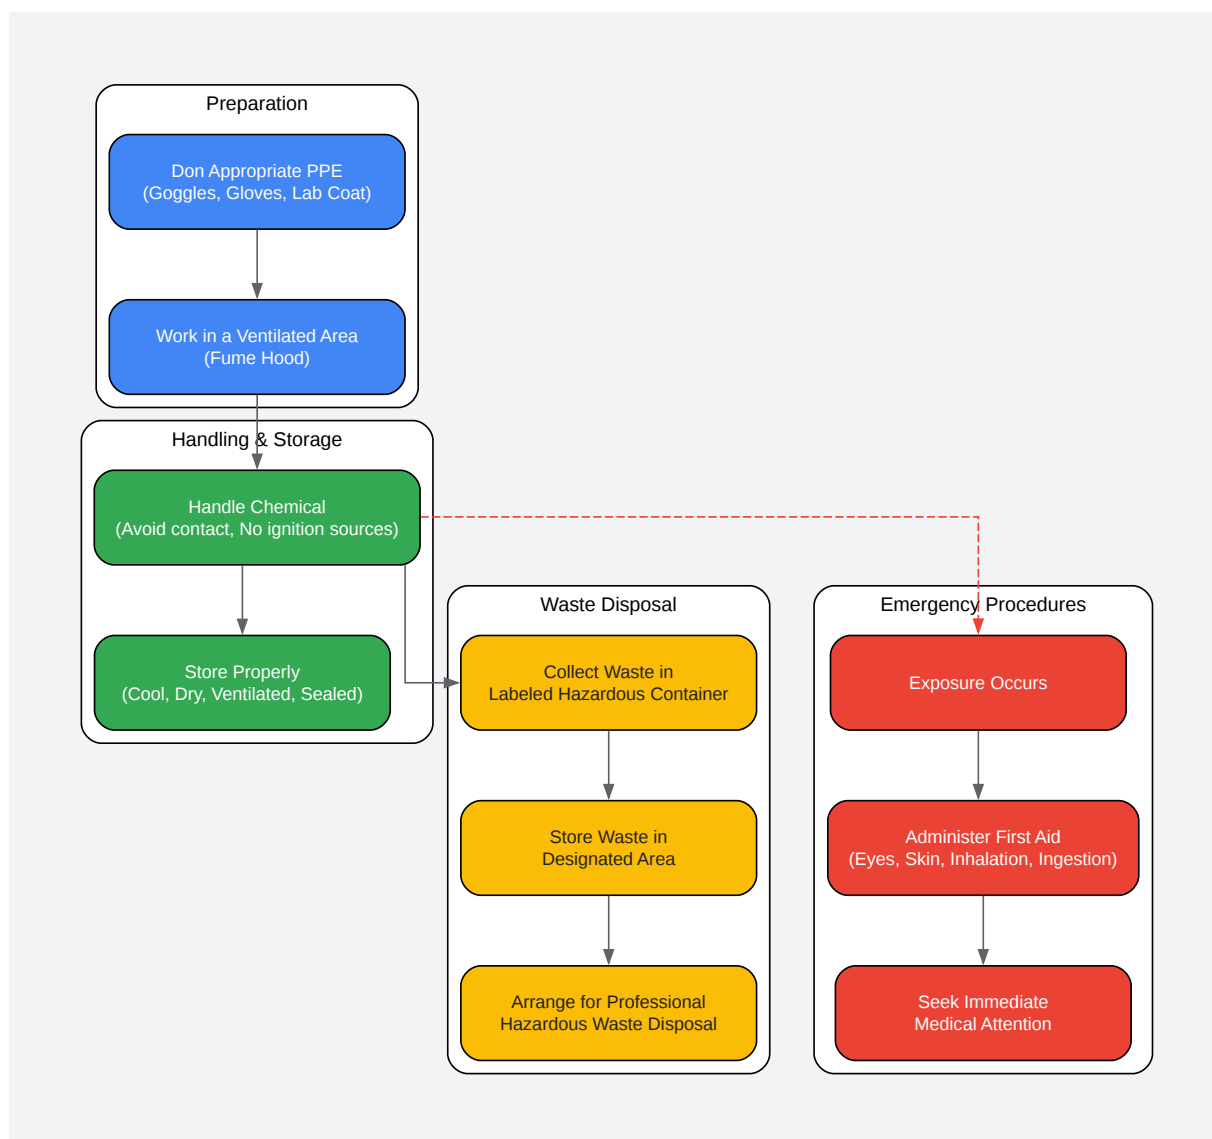 Preparation
Don Appropriate PPE
(Goggles, Gloves, Lab Coat)
Work in a Ventilated Area
(Fume Hood)
Handling & Storage
Handle Chemical
(Avoid contact, No ignition sources)
Store Properly
(Cool, Dry, Ventilated, Sealed)
Waste Disposal
Collect Waste in
Labeled Hazardous Container
Store Waste in
Designated Area
Arrange for Professional
Hazardous Waste Disposal
Emergency Procedures
Exposure Occurs
Administer First Aid
(Eyes, Skin, Inhalation, Ingestion)
Seek Immediate
Medical Attention